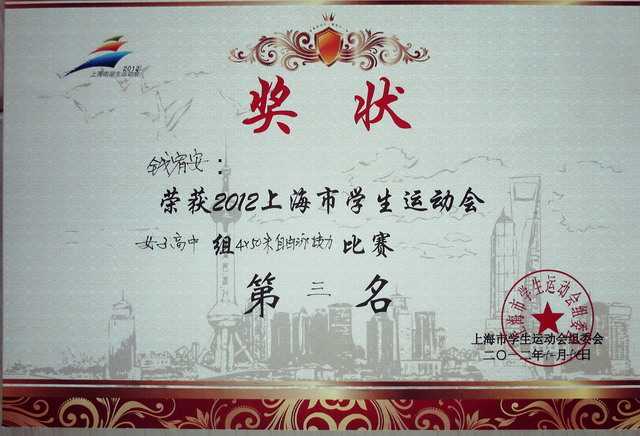 2012
上海市学生运动会
奖状
钱宥安：
荣获2012上海市学生运动会
女子高中组4x50米自由泳接力比赛
第三名
上海市学生运动会组委会
上海市学生运动会组委会
二〇一二年 月 日